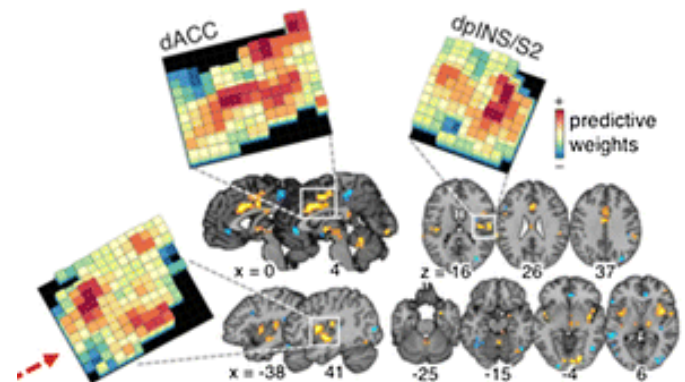 dACC
dpINS/S2
+
predictive
weights
−
x = 0
4
z = 16
26
37
x = -38
41
-25
-15
-4
6